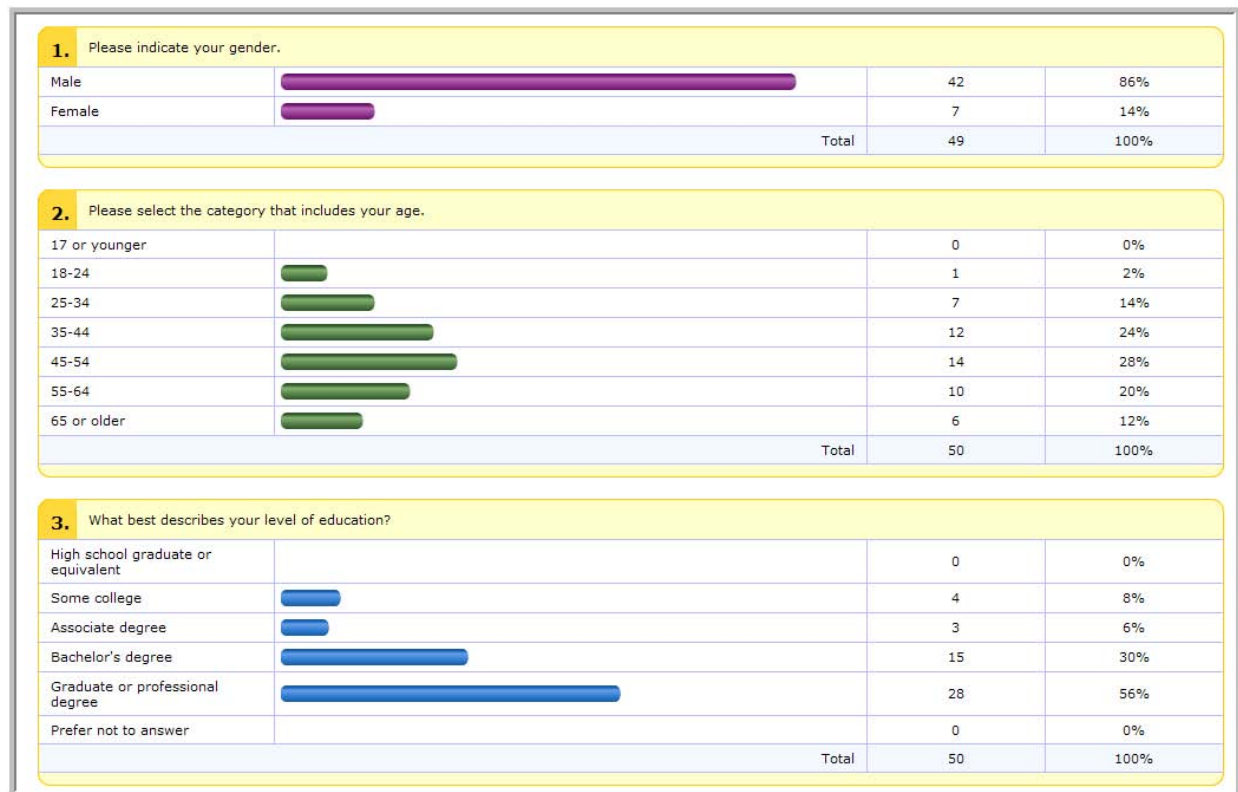 1. Please indicate your gender.
Male 42 86%
Female 7 14%
Total 49 100%
2. Please select the category that includes your age.
17 or younger 0 0%
18-24 1 2%
25-34 7 14%
35-44 12 24%
45-54 14 28%
55-64 10 20%
65 or older 6 12%
Total 50 100%
3. What best describes your level of education?
High school graduate or
equivalent 0 0%
Some college 4 8%
Associate degree 3 6%
Bachelor's degree 15 30%
Graduate or professional
degree 28 56%
Prefer not to answer 0 0%
Total 50 100%